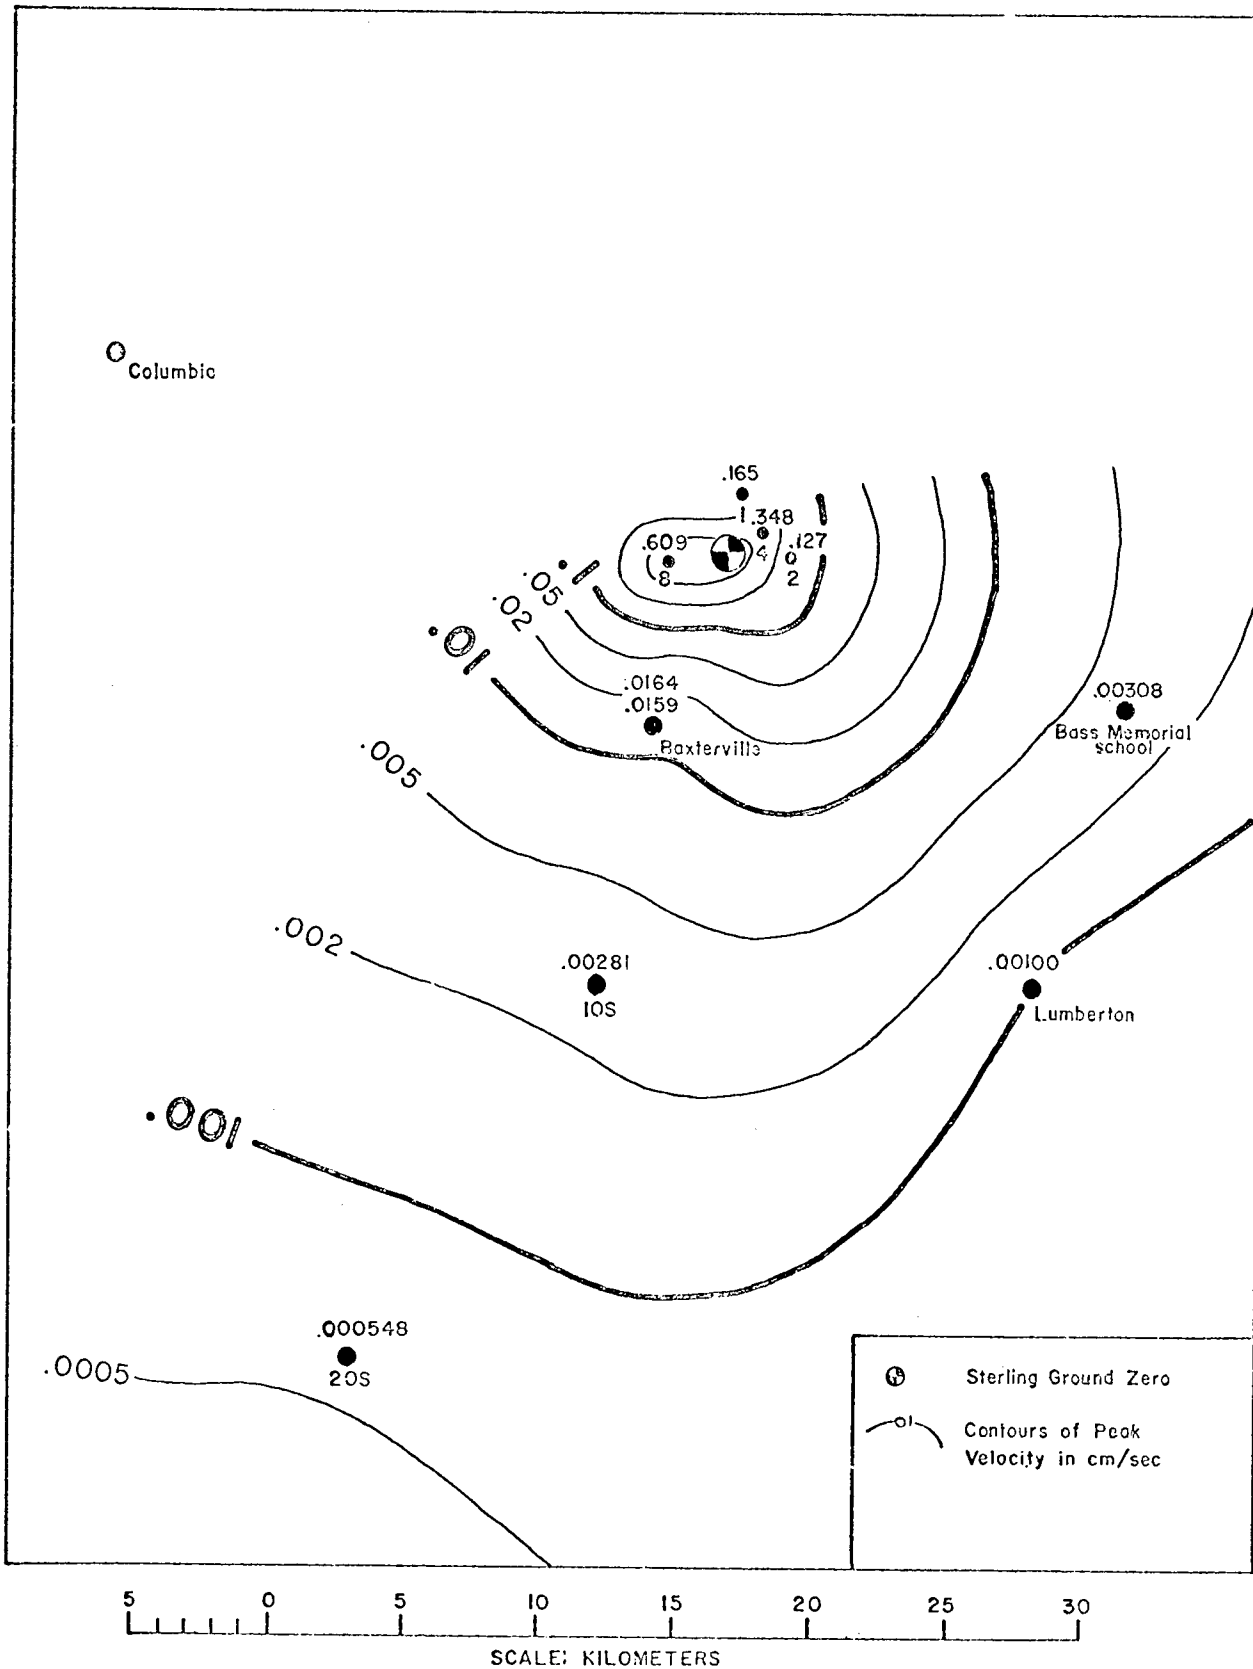 Columbia
.165
1
.348
4
.609
8
.127
2
.1
.05
.02
.01
.0164
.0159
Baxterville
.00308
Bass Memorial
school
.005
.002
.00281
10S
.00100
Lumberton
.001
.000548
20S
.0005
Sterling Ground Zero
.01
Contours of Peak
Velocity in cm/sec
5 0 5 10 15 20 25 30
SCALE: KILOMETERS